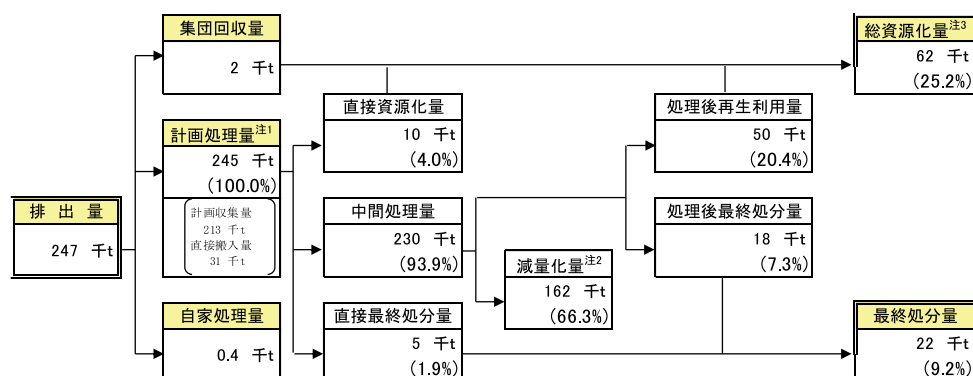 集団回収量
2 千t
総資源化量注3
62 千t
(25.2%)
直接資源化量
10 千t
(4.0%)
処理後再生利用量
50 千t
(20.4%)
計画処理量注1
245 千t
(100.0%)
計画収集量
213 千t
直接搬入量
31 千t
排出量
247 千t
中間処理量
230 千t
(93.9%)
減量化量注2
162 千t
(66.3%)
処理後最終処分量
18 千t
(7.3%)
自家処理量
0.4 千t
直接最終処分量
5 千t
(1.9%)
最終処分量
22 千t
(9.2%)